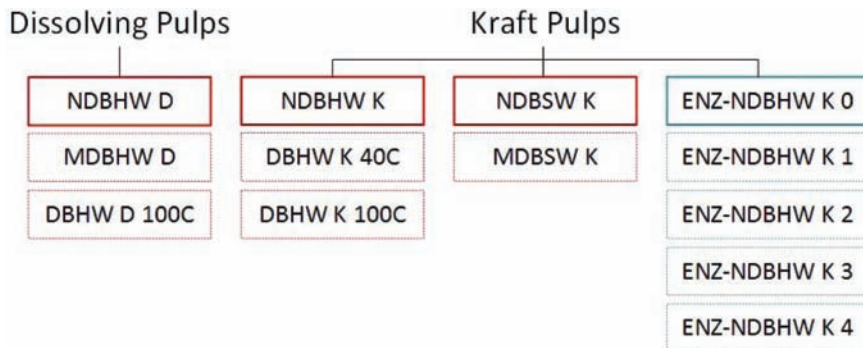 Dissolving Pulps
Kraft Pulps
NDBHW D
NDBHW K
NDBSW K
ENZ-NDBHW K 0
MDBHW D
DBHW K 40C
MDBSW K
ENZ-NDBHW K 1
DBHW D 100C
DBHW K 100C
ENZ-NDBHW K 2
ENZ-NDBHW K 3
ENZ-NDBHW K 4